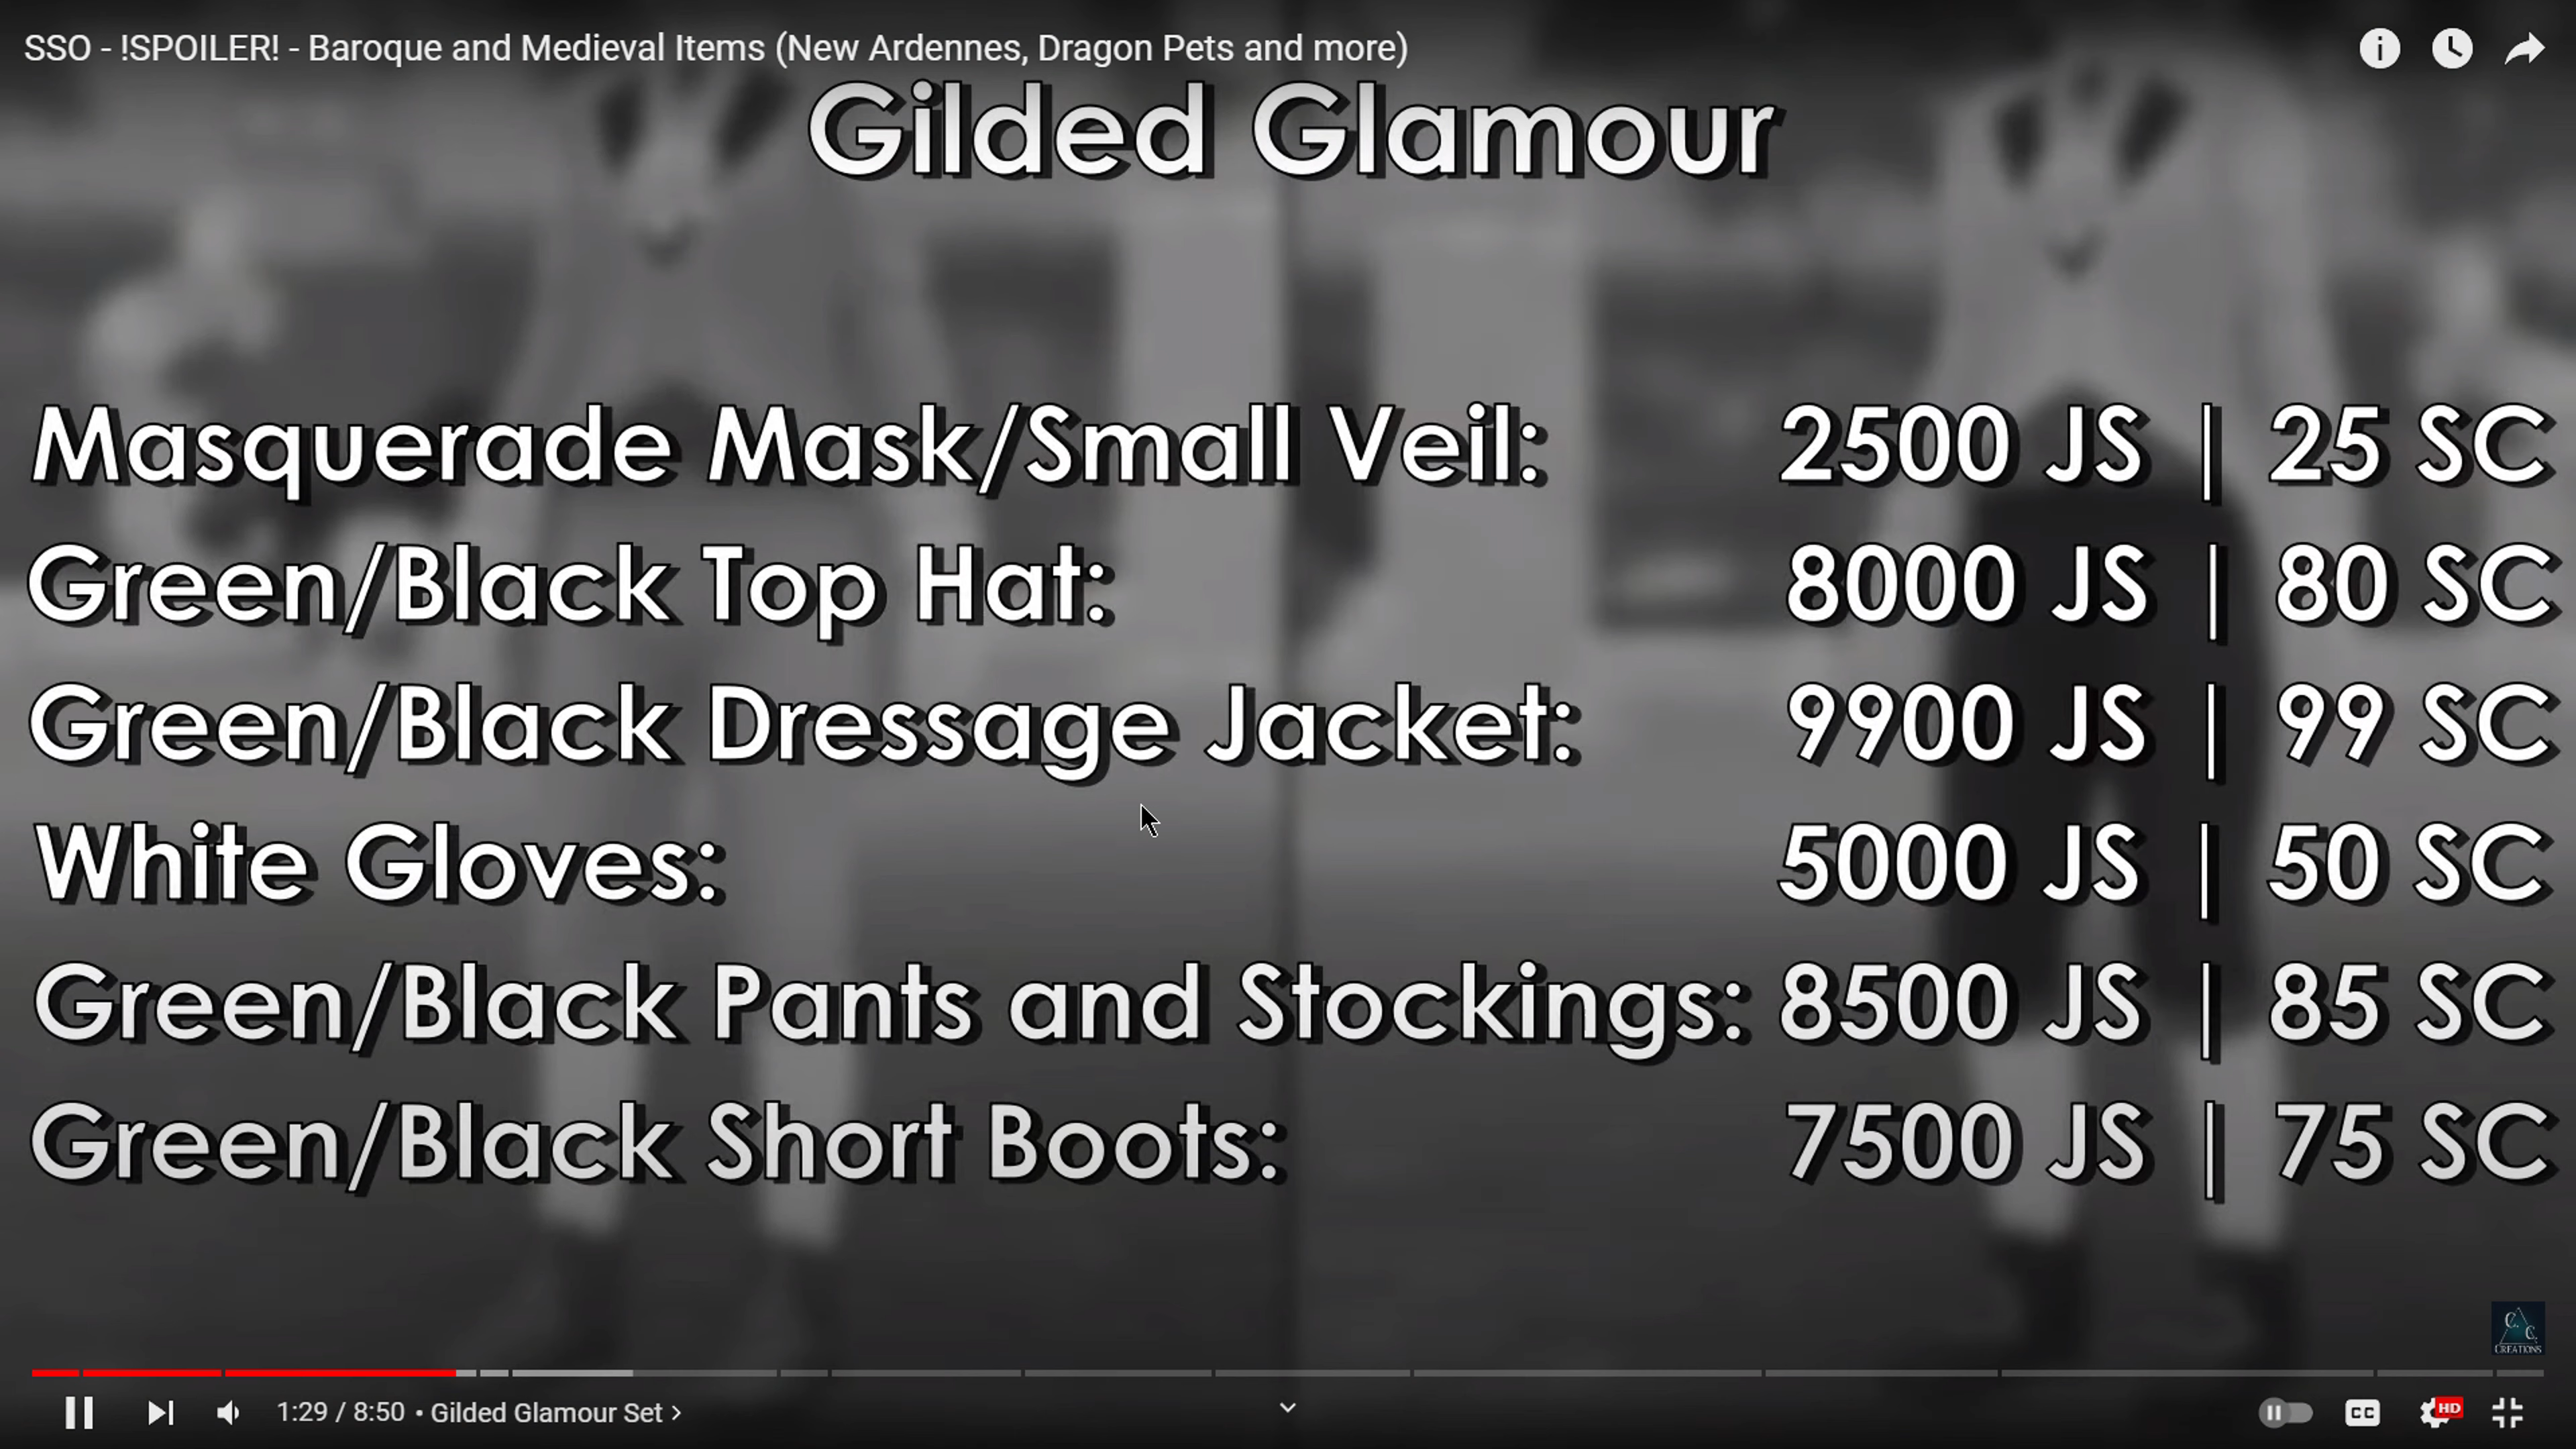 SSO - !SPOILER! - Baroque and Medieval Items (New Ardennes, Dragon Pets and more)
Gilded Glamour
Masquerade Mask/Small Veil: 2500 JS | 25 SC
Green/Black Top Hat: 8000 JS | 80 SC
Green/Black Dressage Jacket: 9900 JS | 99 SC
White Gloves: 5000 JS | 50 SC
Green/Black Pants and Stockings: 8500 JS | 85 SC
Green/Black Short Boots: 7500 JS | 75 SC
C. C.
CREATIONS
1:29 / 8:50 • Gilded Glamour Set >
CC
HD